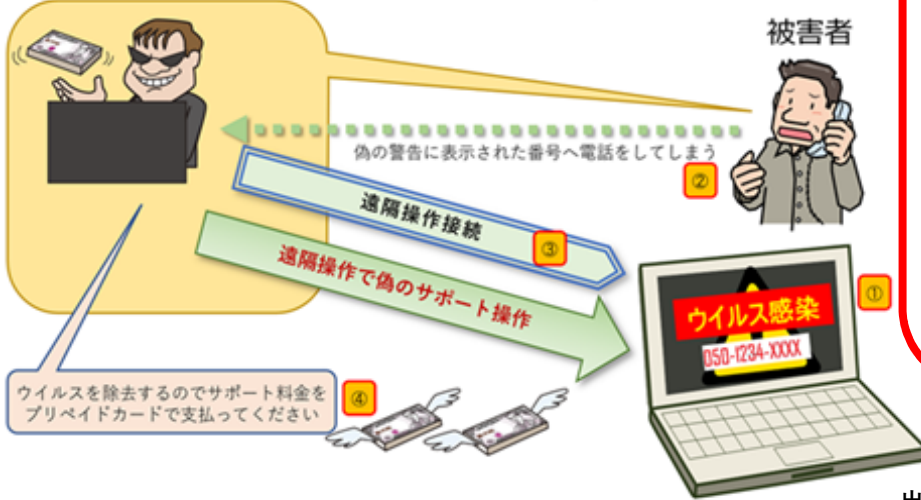 被害者
偽の警告に表示された番号へ電話をしてしまう
②
遠隔操作接続
③
遠隔操作で偽のサポート操作
①
ウイルス感染
050-1234-XXXX
ウイルスを除去するのでサポート料金を
プリペイドカードで支払ってください
④